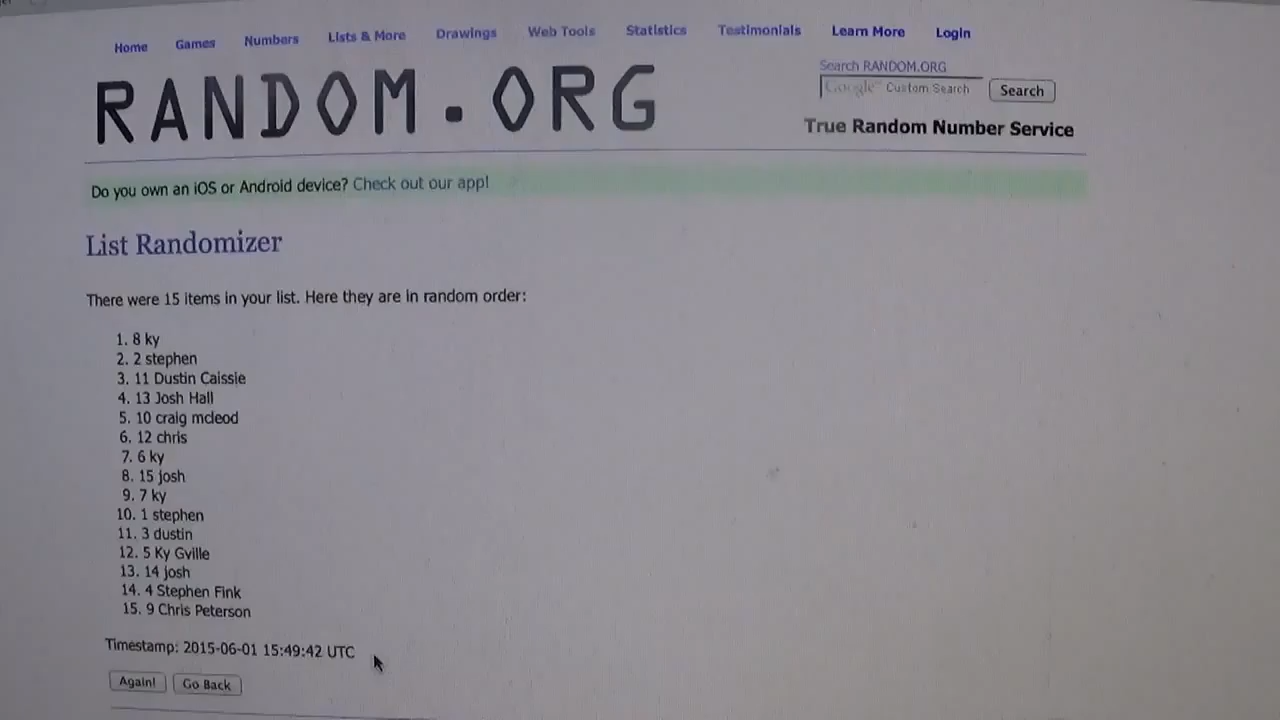 Home Games Numbers Lists & More Drawings Web Tools Statistics Testimonials Learn More Login
RANDOM.ORG
Search RANDOM.ORG
Google™ Custom Search Search
True Random Number Service
Do you own an iOS or Android device? Check out our app!
List Randomizer
There were 15 items in your list. Here they are in random order:
1. 8 ky
2. 2 stephen
3. 11 Dustin Caissie
4. 13 Josh Hall
5. 10 craig mcleod
6. 12 chris
7. 6 ky
8. 15 josh
9. 7 ky
10. 1 stephen
11. 3 dustin
12. 5 Ky Gville
13. 14 josh
14. 4 Stephen Fink
15. 9 Chris Peterson
Timestamp: 2015-06-01 15:49:42 UTC
Again! Go Back